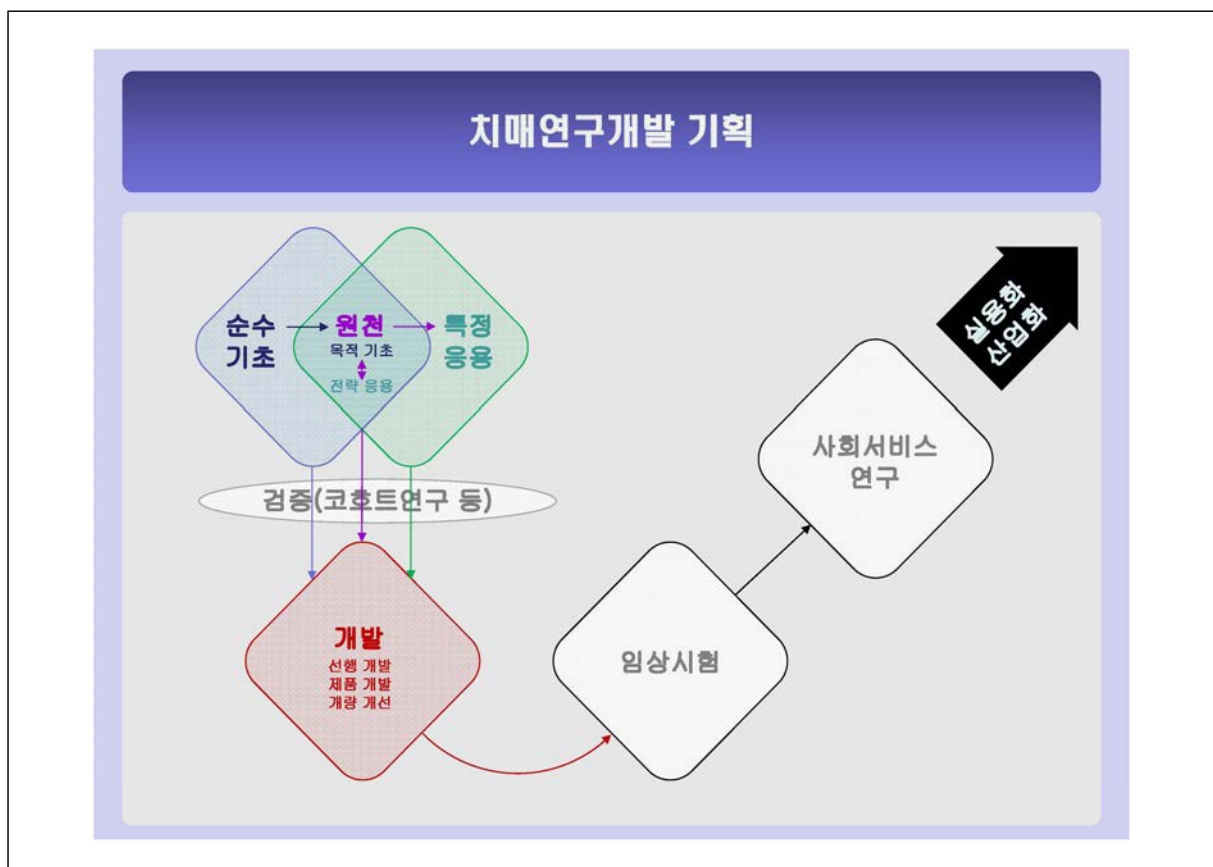 치매연구개발 기획
순수
기초
원천
목적 기초
전략 응용
특정
응용
검증(코호트연구 등)
개발
선행 개발
제품 개발
개량 개선
임상시험
사회서비스
연구
실용화
산업화